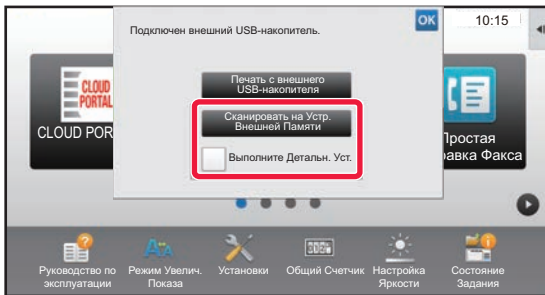 Подключен внешний USB-накопитель.
OK
10:15
Печать с внешнего
USB-накопителя
CLOUD
PORTAL
Сканировать на Устр.
Внешней Памяти
CLOUD POR
Простая
равка Факса
Выполните Детальн. Уст.
Руководство по
эксплуатации
Режим Увелич.
Показа
Установки
Общий Счетчик
Настройка
Яркости
Состояние
Задания